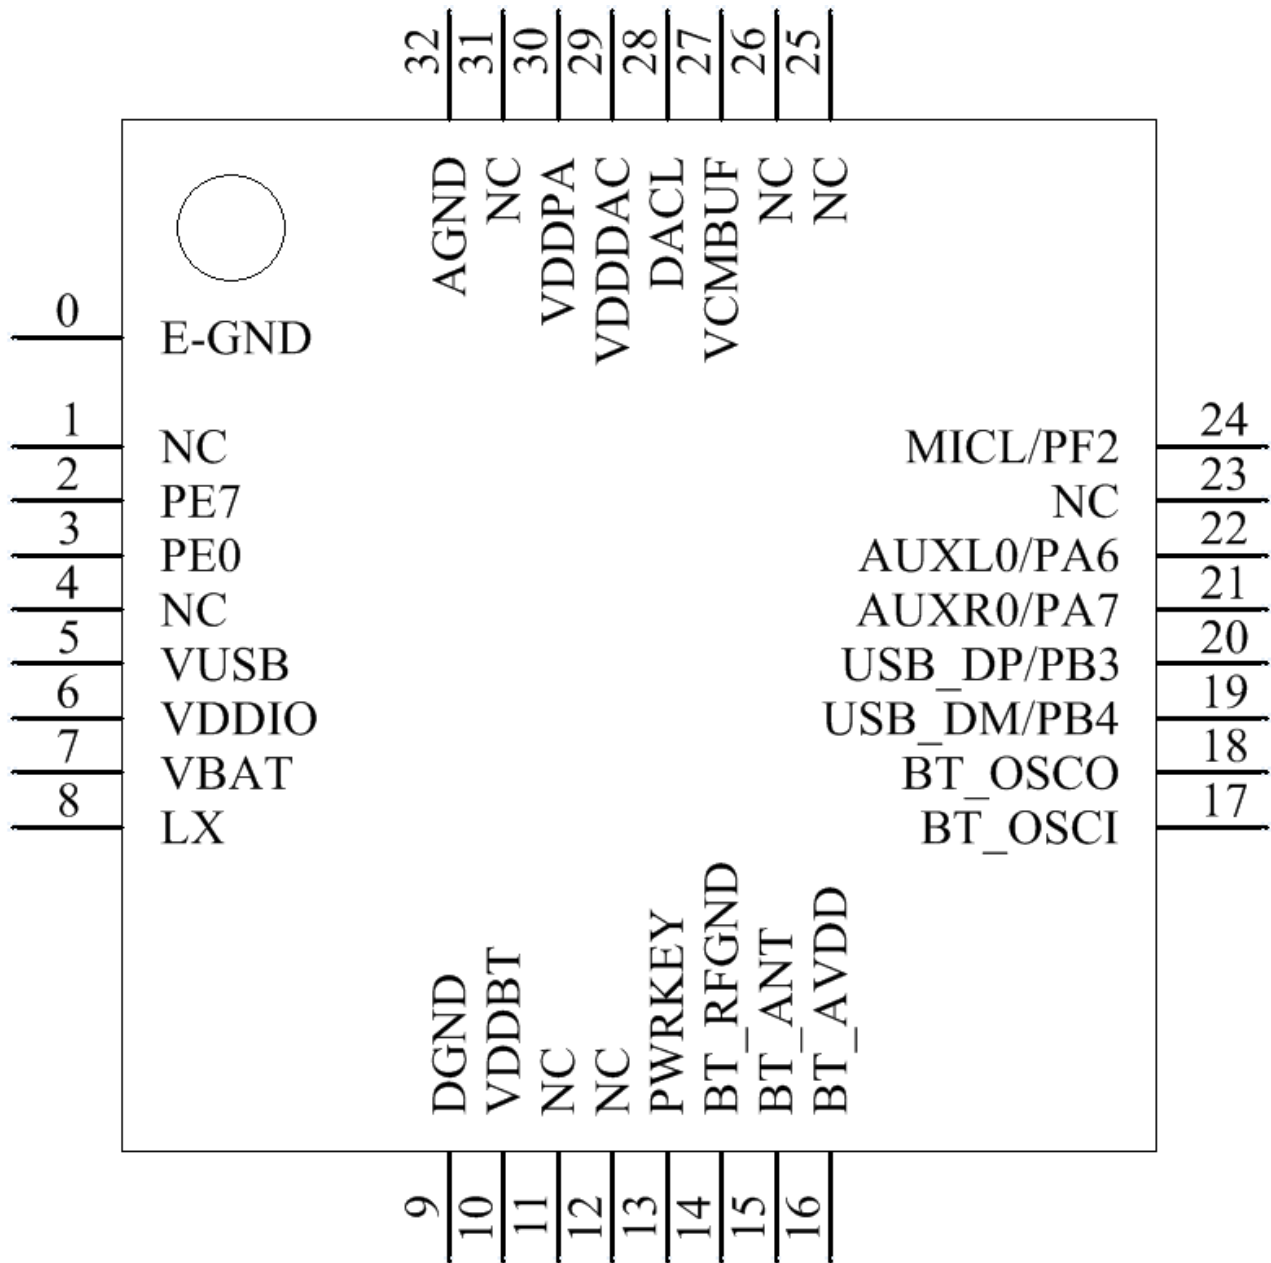 32 31 30 29 28 27 26 25
AGND NC VDDPA VDDDAC DACL VCMBUF NC NC
0 E-GND
1 NC
2 PE7
3 PE0
4 NC
5 VUSB
6 VDDIO
7 VBAT
8 LX
MICL/PF2 24
NC 23
AUXL0/PA6 22
AUXR0/PA7 21
USB_DP/PB3 20
USB_DM/PB4 19
BT_OSCO 18
BT_OSCI 17
DGND VDDBT NC NC PWRKEY BT_RFGND BT_ANT BT_AVDD
9 10 11 12 13 14 15 16